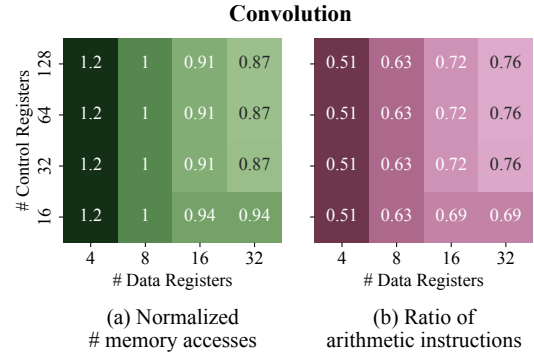 Convolution
# Control Registers
128 1.2 1 0.91 0.87
64 1.2 1 0.91 0.87
32 1.2 1 0.91 0.87
16 1.2 1 0.94 0.94
4 8 16 32
# Data Registers
(a) Normalized
# memory accesses
0.51 0.63 0.72 0.76
0.51 0.63 0.72 0.76
0.51 0.63 0.72 0.76
0.51 0.63 0.69 0.69
4 8 16 32
# Data Registers
(b) Ratio of
arithmetic instructions